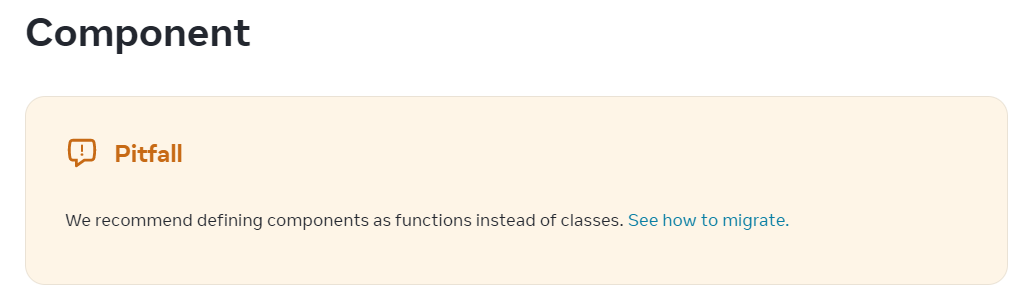 Component
Pitfall
We recommend defining components as functions instead of classes. See how to migrate.